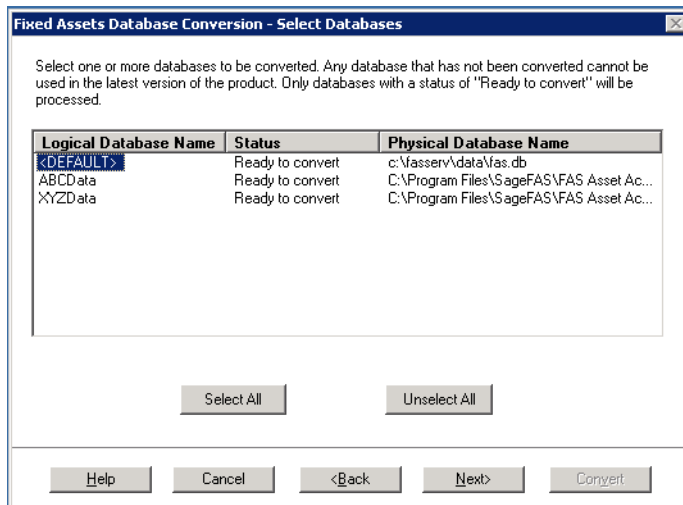 Fixed Assets Database Conversion - Select Databases
Select one or more databases to be converted. Any database that has not been converted cannot be
used in the latest version of the product. Only databases with a status of "Ready to convert" will be
processed.
Logical Database Name Status Physical Database Name
<DEFAULT> Ready to convert c:\fasserv\data\fas.db
ABCData Ready to convert C:\Program Files\SageFAS\FAS Asset Ac...
XYZData Ready to convert C:\Program Files\SageFAS\FAS Asset Ac...
Select All Unselect All
Help Cancel <Back Next> Convert